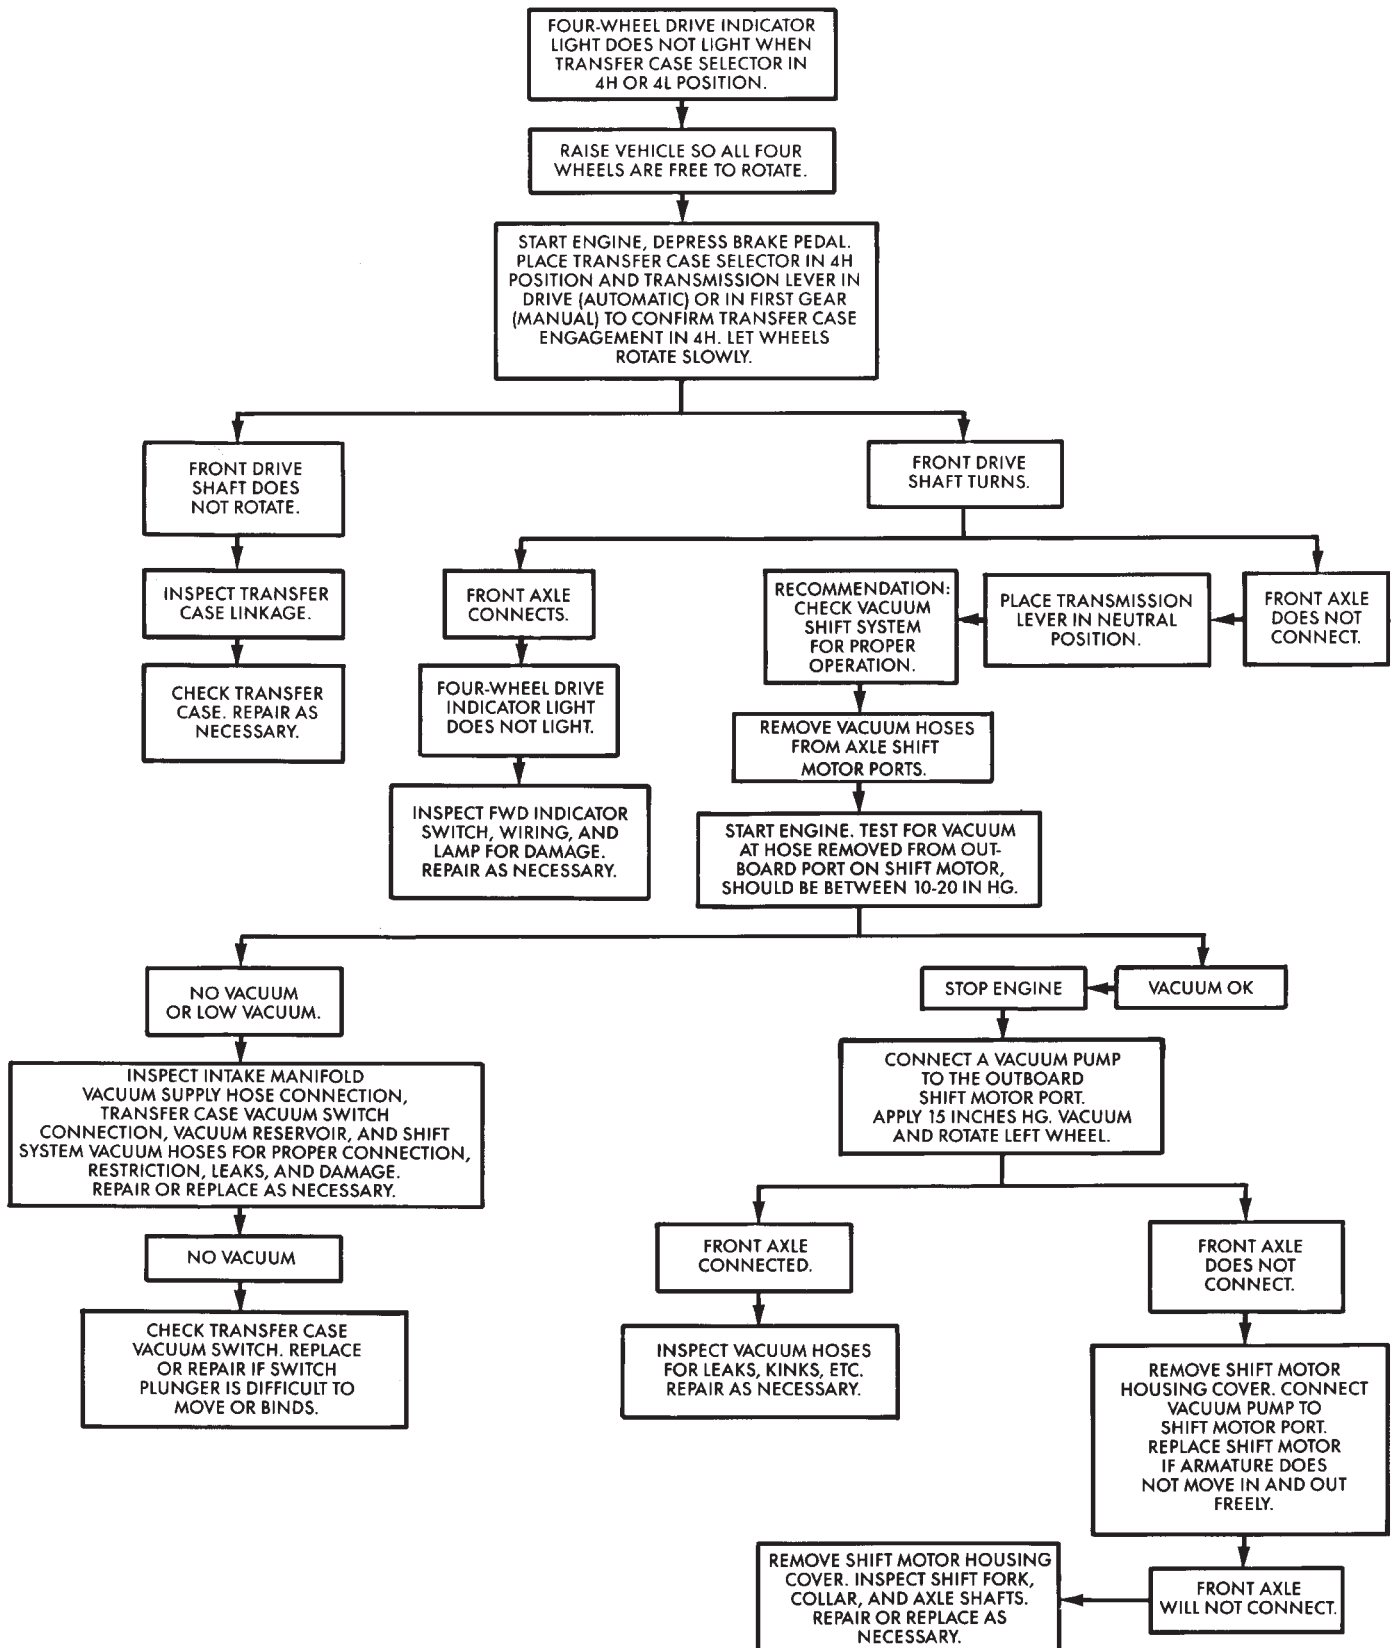 FOUR-WHEEL DRIVE INDICATOR
LIGHT DOES NOT LIGHT WHEN
TRANSFER CASE SELECTOR IN
4H OR 4L POSITION.
RAISE VEHICLE SO ALL FOUR
WHEELS ARE FREE TO ROTATE.
START ENGINE, DEPRESS BRAKE PEDAL.
PLACE TRANSFER CASE SELECTOR IN 4H
POSITION AND TRANSMISSION LEVER IN
DRIVE (AUTOMATIC) OR IN FIRST GEAR
(MANUAL) TO CONFIRM TRANSFER CASE
ENGAGEMENT IN 4H. LET WHEELS
ROTATE SLOWLY.
FRONT DRIVE
SHAFT DOES
NOT ROTATE.
FRONT DRIVE
SHAFT TURNS.
INSPECT TRANSFER
CASE LINKAGE.
FRONT AXLE
CONNECTS.
RECOMMENDATION:
CHECK VACUUM
SHIFT SYSTEM
FOR PROPER
OPERATION.
PLACE TRANSMISSION
LEVER IN NEUTRAL
POSITION.
FRONT AXLE
DOES NOT
CONNECT.
CHECK TRANSFER
CASE. REPAIR AS
NECESSARY.
FOUR-WHEEL DRIVE
INDICATOR LIGHT
DOES NOT LIGHT.
REMOVE VACUUM HOSES
FROM AXLE SHIFT
MOTOR PORTS.
INSPECT FWD INDICATOR
SWITCH, WIRING, AND
LAMP FOR DAMAGE.
REPAIR AS NECESSARY.
START ENGINE. TEST FOR VACUUM
AT HOSE REMOVED FROM OUT-
BOARD PORT ON SHIFT MOTOR,
SHOULD BE BETWEEN 10-20 IN HG.
NO VACUUM
OR LOW VACUUM.
STOP ENGINE
VACUUM OK
INSPECT INTAKE MANIFOLD
VACUUM SUPPLY HOSE CONNECTION,
TRANSFER CASE VACUUM SWITCH
CONNECTION, VACUUM RESERVOIR, AND SHIFT
SYSTEM VACUUM HOSES FOR PROPER CONNECTION,
RESTRICTION, LEAKS, AND DAMAGE.
REPAIR OR REPLACE AS NECESSARY.
CONNECT A VACUUM PUMP
TO THE OUTBOARD
SHIFT MOTOR PORT.
APPLY 15 INCHES HG. VACUUM
AND ROTATE LEFT WHEEL.
NO VACUUM
FRONT AXLE
CONNECTED.
FRONT AXLE
DOES NOT
CONNECT.
CHECK TRANSFER CASE
VACUUM SWITCH. REPLACE
OR REPAIR IF SWITCH
PLUNGER IS DIFFICULT TO
MOVE OR BINDS.
INSPECT VACUUM HOSES
FOR LEAKS, KINKS, ETC.
REPAIR AS NECESSARY.
REMOVE SHIFT MOTOR
HOUSING COVER. CONNECT
VACUUM PUMP TO
SHIFT MOTOR PORT.
REPLACE SHIFT MOTOR
IF ARMATURE DOES
NOT MOVE IN AND OUT
FREELY.
REMOVE SHIFT MOTOR HOUSING
COVER. INSPECT SHIFT FORK,
COLLAR, AND AXLE SHAFTS.
REPAIR OR REPLACE AS
NECESSARY.
FRONT AXLE
WILL NOT CONNECT.